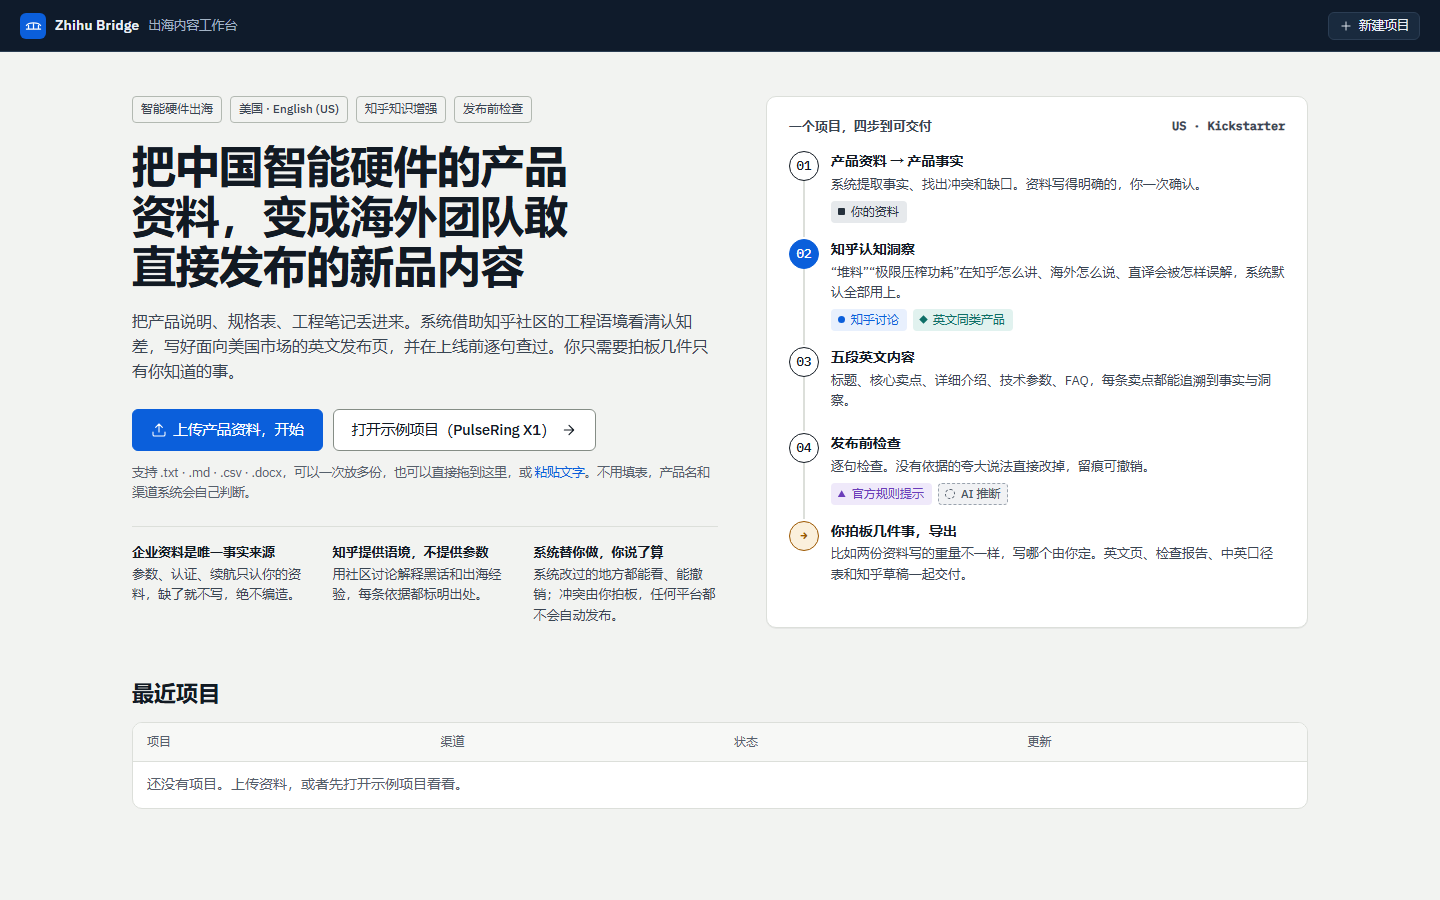 Zhihu Bridge 出海内容工作台
新建项目
智能硬件出海
美国 · English (US)
知乎知识增强
发布前检查
把中国智能硬件的产品
资料，变成海外团队敢
直接发布的新品内容
把产品说明、规格表、工程笔记丢进来。系统借助知乎社区的工程语境看清认知
差，写好面向美国市场的英文发布页，并在上线前逐句查过。你只需要拍板几件只
有你知道的事。
上传产品资料，开始
打开示例项目（PulseRing X1） →
支持 .txt · .md · .csv · .docx，可以一次放多份，也可以直接拖到这里，或 粘贴文字。不用填表，产品名和
渠道系统会自己判断。
企业资料是唯一事实来源
参数、认证、续航只认你的资
料，缺了就不写，绝不编造。
知乎提供语境，不提供参数
用社区讨论解释黑话和出海经
验，每条依据都标明出处。
系统替你做，你说了算
系统改过的地方都能看、能撤
销；冲突由你拍板，任何平台都
不会自动发布。
一个项目，四步到可交付
US · Kickstarter
01
产品资料 → 产品事实
系统提取事实、找出冲突和缺口。资料写得明确的，你一次确认。
你的资料
02
知乎认知洞察
“堆料”“极限压榨功耗”在知乎怎么讲、海外怎么说、直译会被怎样误解，系统默
认全部用上。
知乎讨论
英文同类产品
03
五段英文内容
标题、核心卖点、详细介绍、技术参数、FAQ，每条卖点都能追溯到事实与洞
察。
04
发布前检查
逐句检查。没有依据的夸大说法直接改掉，留痕可撤销。
官方规则提示
AI 推断
→
你拍板几件事，导出
比如两份资料写的重量不一样，写哪个由你定。英文页、检查报告、中英口径
表和知乎草稿一起交付。
最近项目
项目
渠道
状态
更新
还没有项目。上传资料，或者先打开示例项目看看。